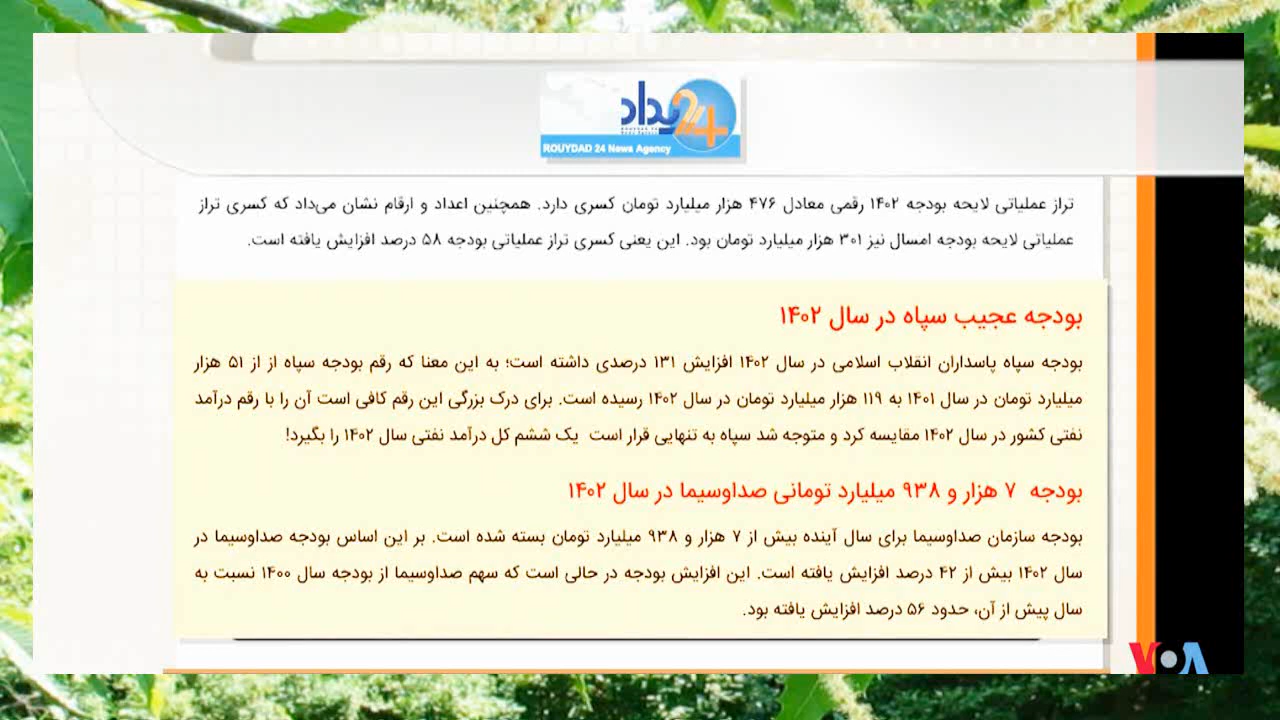 رویداد24
ROUYDAD 24 News Agency
تراز عملیاتی لایحه بودجه ۱۴۰۲ رقمی معادل ۴۷۶ هزار میلیارد تومان کسری دارد. همچنین اعداد و ارقام نشان می‌داد که کسری تراز
عملیاتی لایحه بودجه امسال نیز ۳۰۱ هزار میلیارد تومان بود. این یعنی کسری تراز عملیاتی بودجه ۵۸ درصد افزایش یافته است.
بودجه عجیب سپاه در سال ۱۴۰۲
بودجه سپاه پاسداران انقلاب اسلامی در سال ۱۴۰۲ افزایش ۱۳۱ درصدی داشته است؛ به این معنا که رقم بودجه سپاه از از ۵۱ هزار
میلیارد تومان در سال ۱۴۰۱ به ۱۱۹ هزار میلیارد تومان در سال ۱۴۰۲ رسیده است. برای درک بزرگی این رقم کافی است آن را با رقم درآمد
نفتی کشور در سال ۱۴۰۲ مقایسه کرد و متوجه شد سپاه به تنهایی قرار است یک ششم کل درآمد نفتی سال ۱۴۰۲ را بگیرد!
بودجه ۷ هزار و ۹۳۸ میلیارد تومانی صداوسیما در سال ۱۴۰۲
بودجه سازمان صداوسیما برای سال آینده بیش از ۷ هزار و ۹۳۸ میلیارد تومان بسته شده است. بر این اساس بودجه صداوسیما در
سال ۱۴۰۲ بیش از ۴۲ درصد افزایش یافته است. این افزایش بودجه در حالی است که سهم صداوسیما از بودجه سال ۱۴۰۰ نسبت به
سال پیش از آن، حدود ۵۶ درصد افزایش یافته بود.
VOA